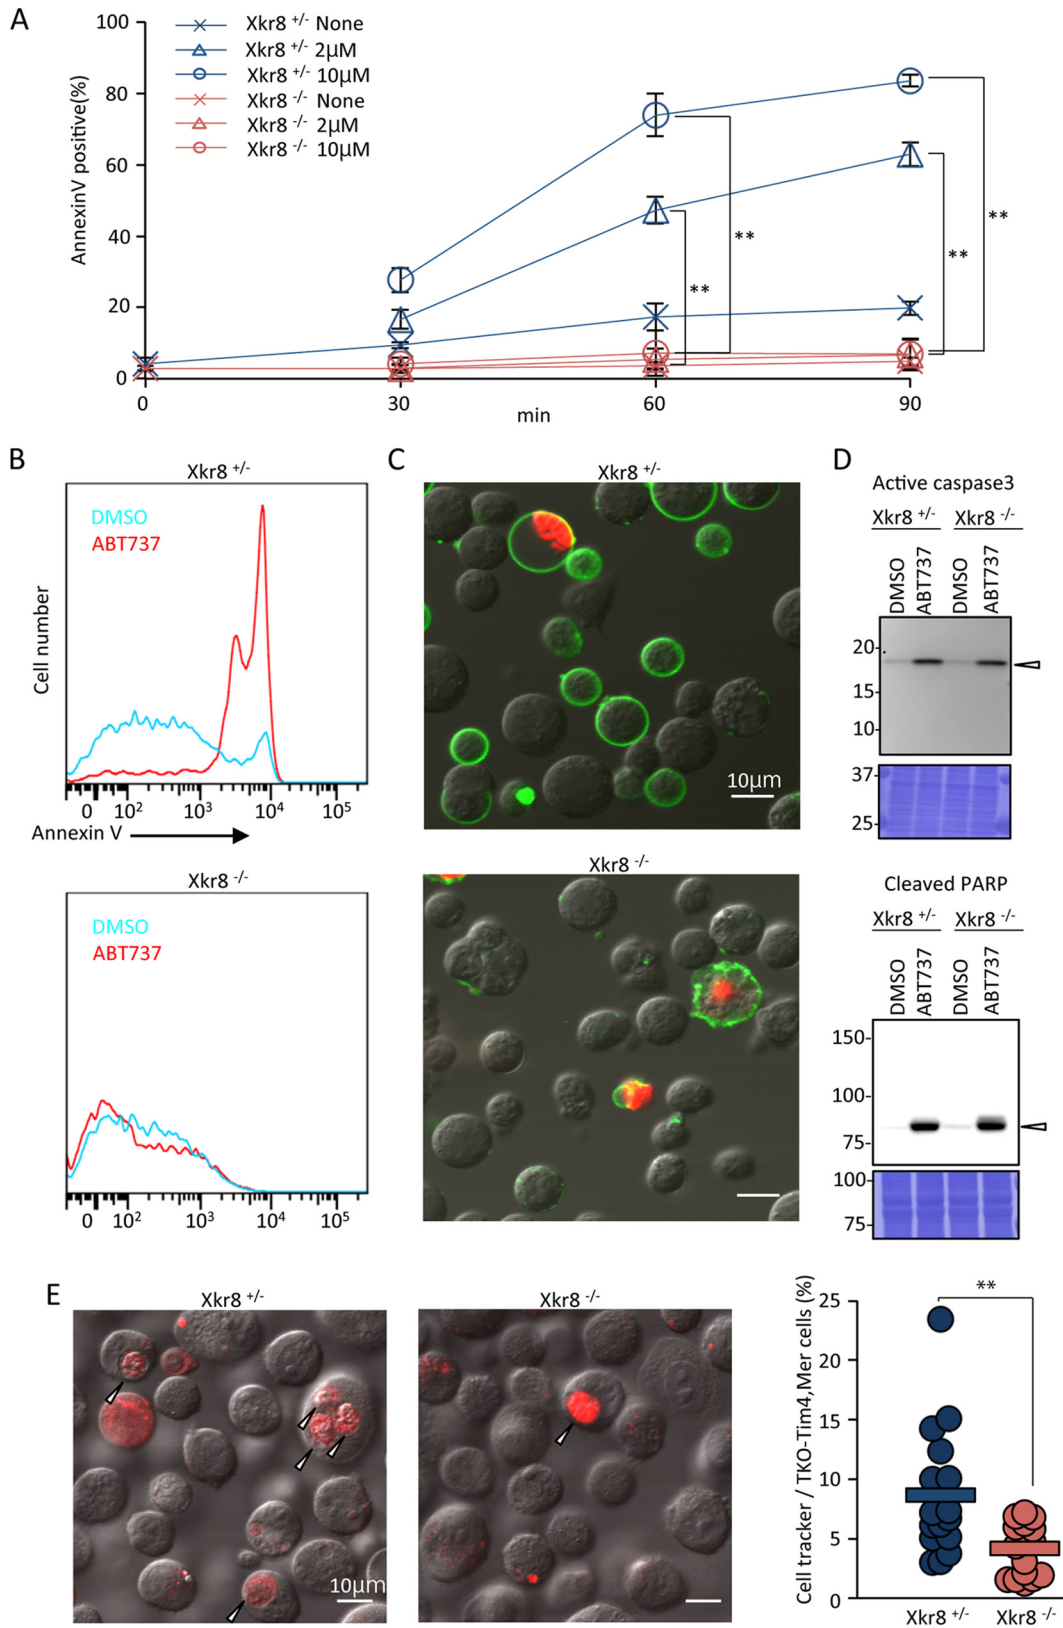 A
100
80
60
40
20
0
AnnexinV positive(%)
Xkr8 +/- None
Xkr8 +/- 2μM
Xkr8 +/- 10μM
Xkr8 -/- None
Xkr8 -/- 2μM
Xkr8 -/- 10μM
**
**
**
**
0
30
60
90
min
B
Xkr8 +/-
DMSO
ABT737
Cell number
0 10² 10³ 10⁴ 10⁵
Annexin V
Xkr8 -/-
DMSO
ABT737
0 10² 10³ 10⁴ 10⁵
C
Xkr8 +/-
10μm
Xkr8 -/-
D
Active caspase3
Xkr8 +/- Xkr8 -/-
DMSO
ABT737
DMSO
ABT737
20
15
10
37
25
Cleaved PARP
Xkr8 +/- Xkr8 -/-
DMSO
ABT737
DMSO
ABT737
150
100
75
100
75
E
Xkr8 +/-
10μm
Xkr8 -/-
Cell tracker / TKO-Tim4,Mer cells (%)
25
20
15
10
5
0
**
Xkr8 +/- Xkr8 -/-